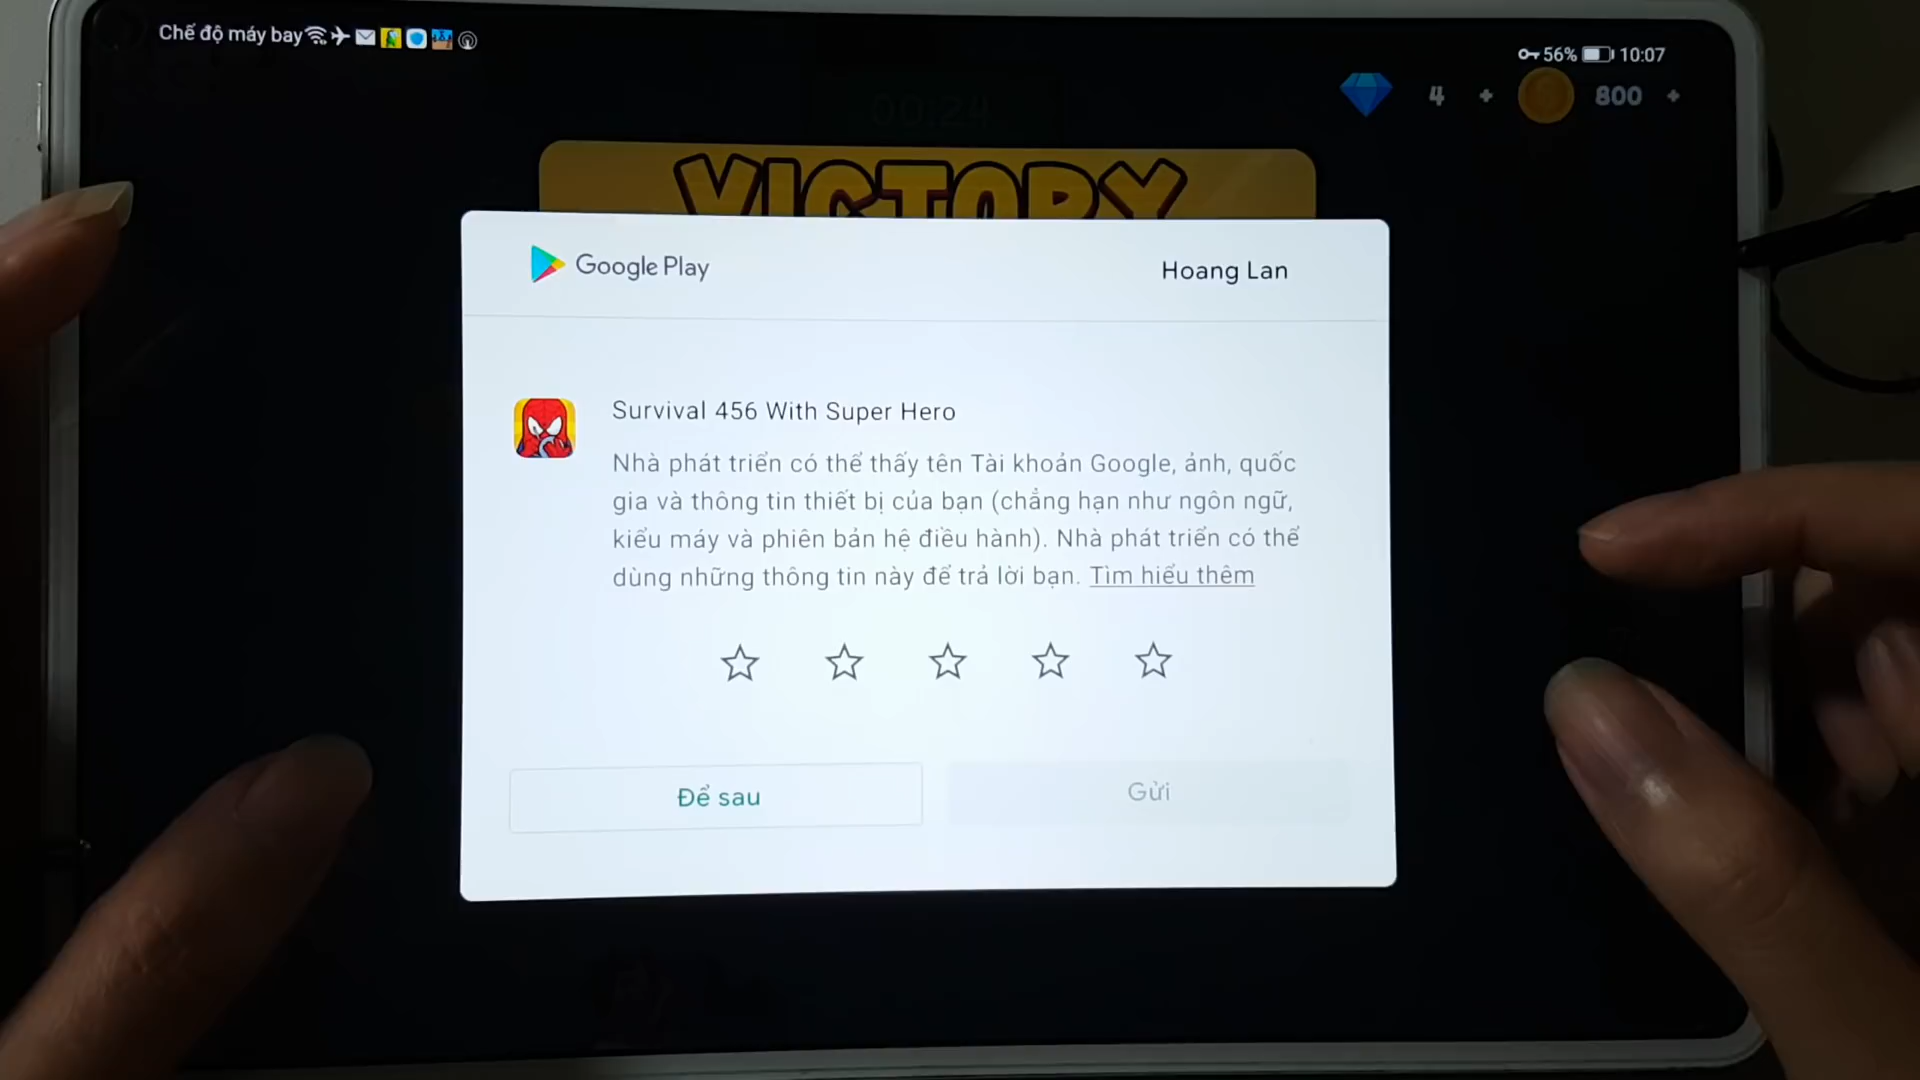 Chế độ máy bay
56% 10:07
00:24
4 + 800 +
VICTORY
Google Play
Hoang Lan
Survival 456 With Super Hero
Nhà phát triển có thể thấy tên Tài khoản Google, ảnh, quốc
gia và thông tin thiết bị của bạn (chẳng hạn như ngôn ngữ,
kiểu máy và phiên bản hệ điều hành). Nhà phát triển có thể
dùng những thông tin này để trả lời bạn. Tìm hiểu thêm
Để sau
Gửi